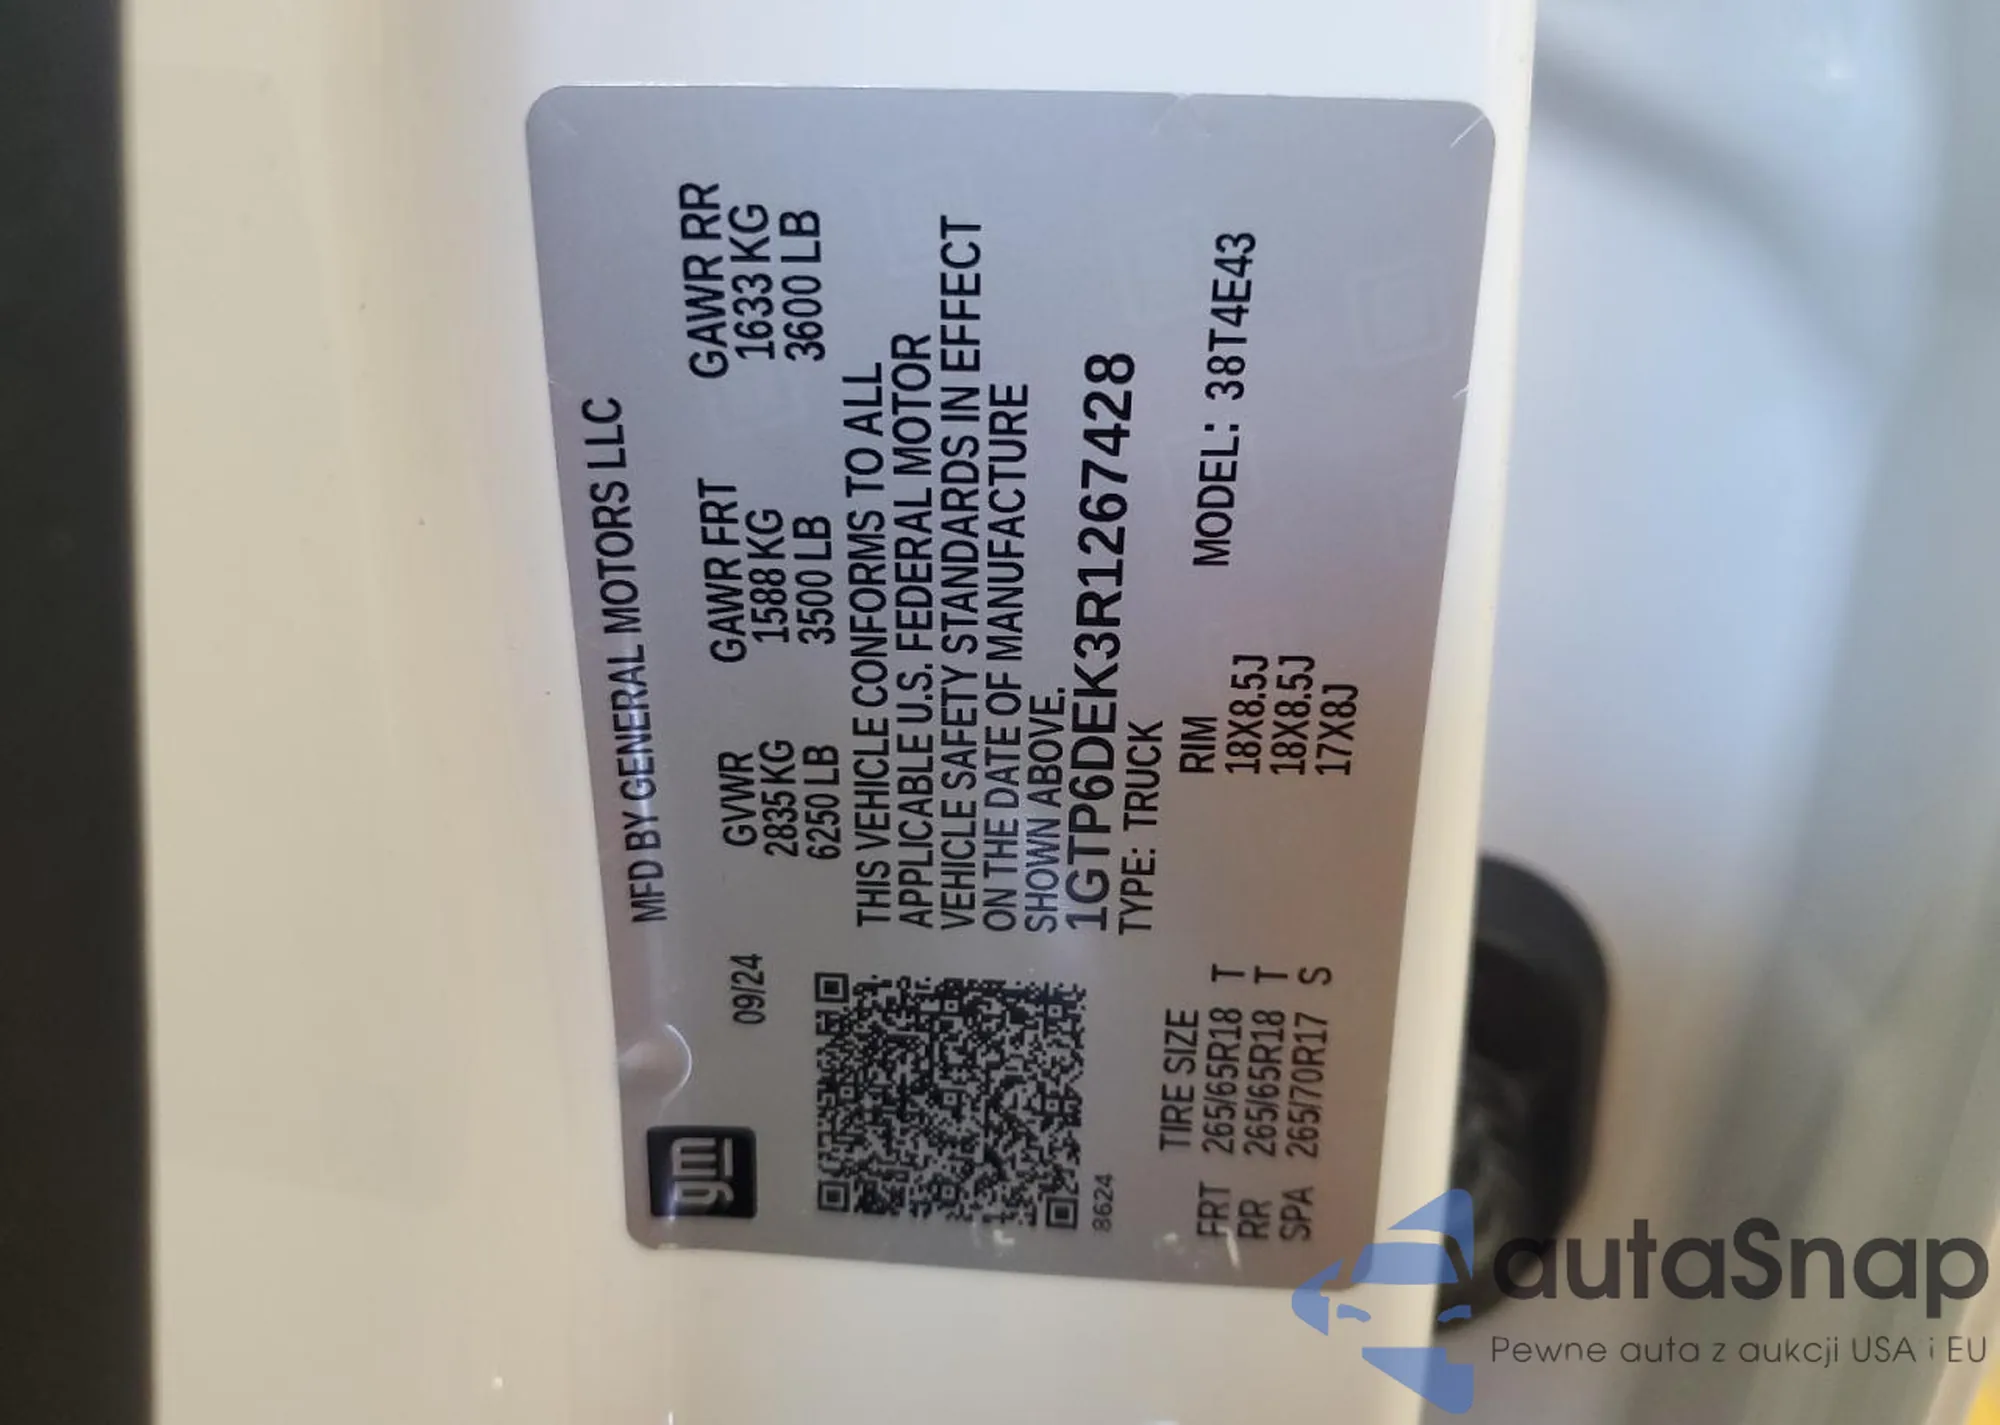 MFD BY GENERAL MOTORS LLC
gm
09/24
GVWR GAWR FRT GAWR RR
2835 KG 1588 KG 1633 KG
6250 LB 3500 LB 3600 LB
THIS VEHICLE CONFORMS TO ALL
APPLICABLE U.S. FEDERAL MOTOR
VEHICLE SAFETY STANDARDS IN EFFECT
ON THE DATE OF MANUFACTURE
SHOWN ABOVE.
1GTP6DEK3R1267428
8624
TYPE: TRUCK
MODEL: 38T4E43
TIRE SIZE RIM
FRT 265/65R18 T 18X8.5J
RR 265/65R18 T 18X8.5J
SPA 265/70R17 S 17X8J
autaSnap
Pewne auta z aukcji USA i EU